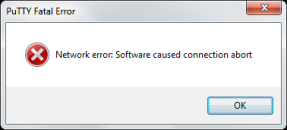 PuTTY Fatal Error
Network error: Software caused connection abort
OK